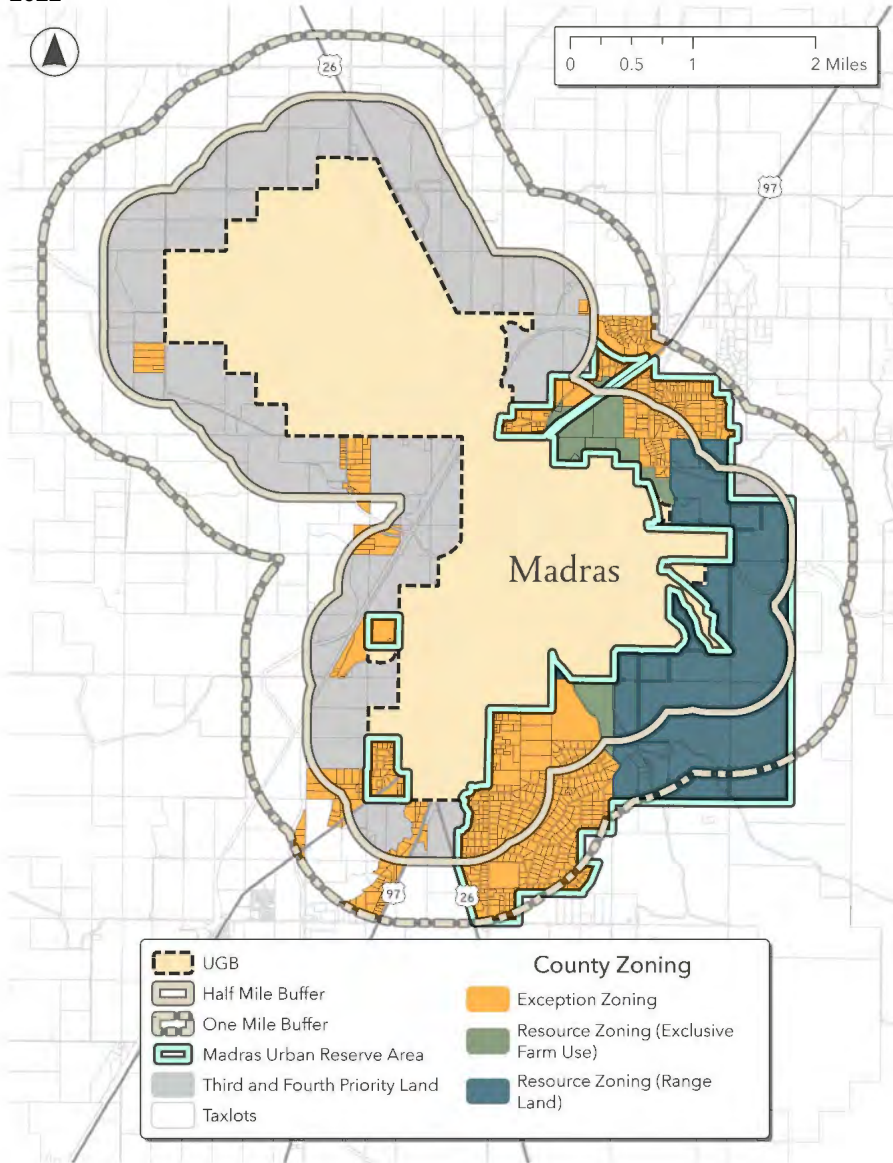 26
0 0.5 1 2 Miles
97
Madras
97
26
UGB
Half Mile Buffer
One Mile Buffer
Madras Urban Reserve Area
Third and Fourth Priority Land
Taxlots
County Zoning
Exception Zoning
Resource Zoning (Exclusive
Farm Use)
Resource Zoning (Range
Land)